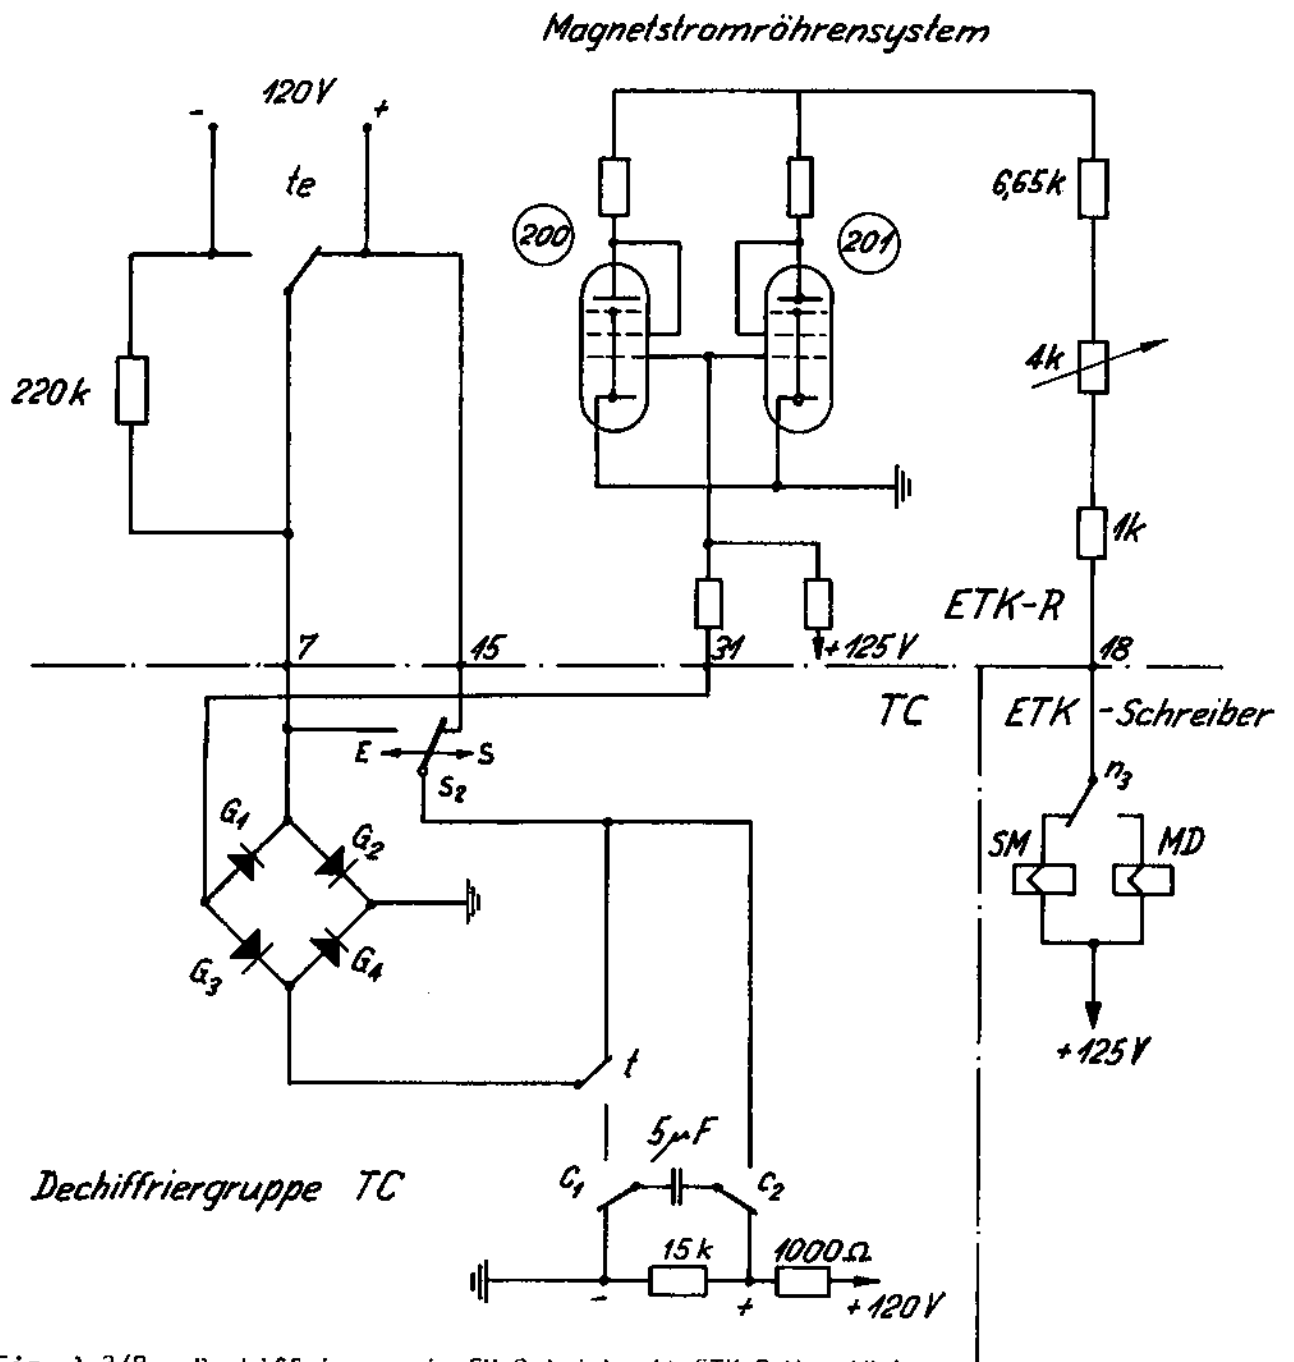 Magnetstromröhrensystem
120V
- +
te
200
201
6,65k
4k
220k
1k
ETK-R
7
15
31
18
+125V
TC
ETK-Schreiber
E S
s2
n3
G1
G2
SM
MD
G3
G4
t
+125V
5μF
Dechiffriergruppe TC
C1
C2
15k
1000Ω
- +
+120V